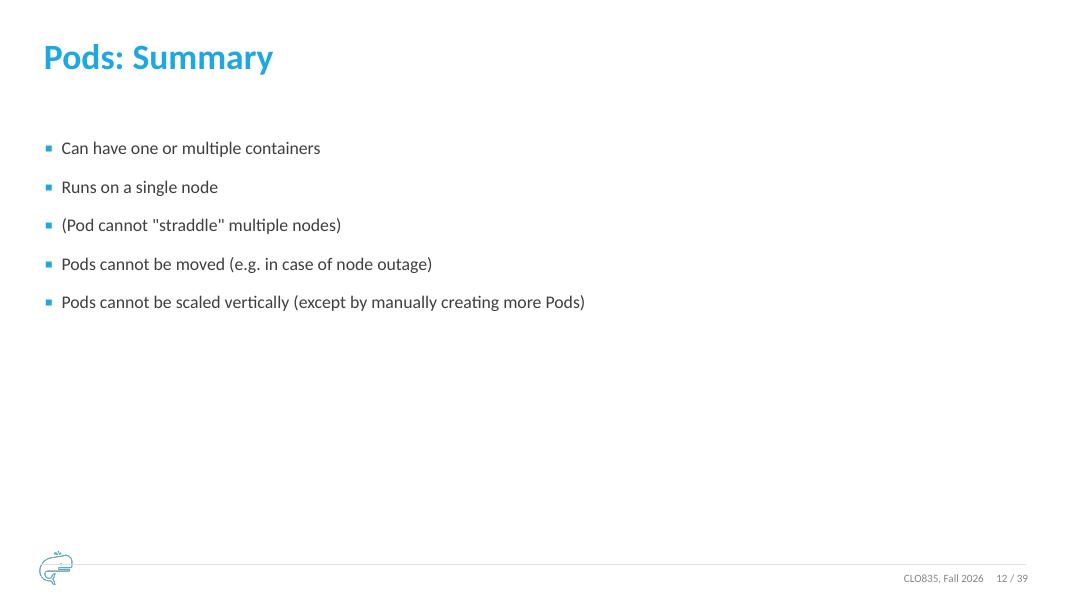 Pods: Summary
Can have one or multiple containers
Runs on a single node
(Pod cannot "straddle" multiple nodes)
Pods cannot be moved (e.g. in case of node outage)
Pods cannot be scaled vertically (except by manually creating more Pods)
CLO835, Fall 2026 12 / 39